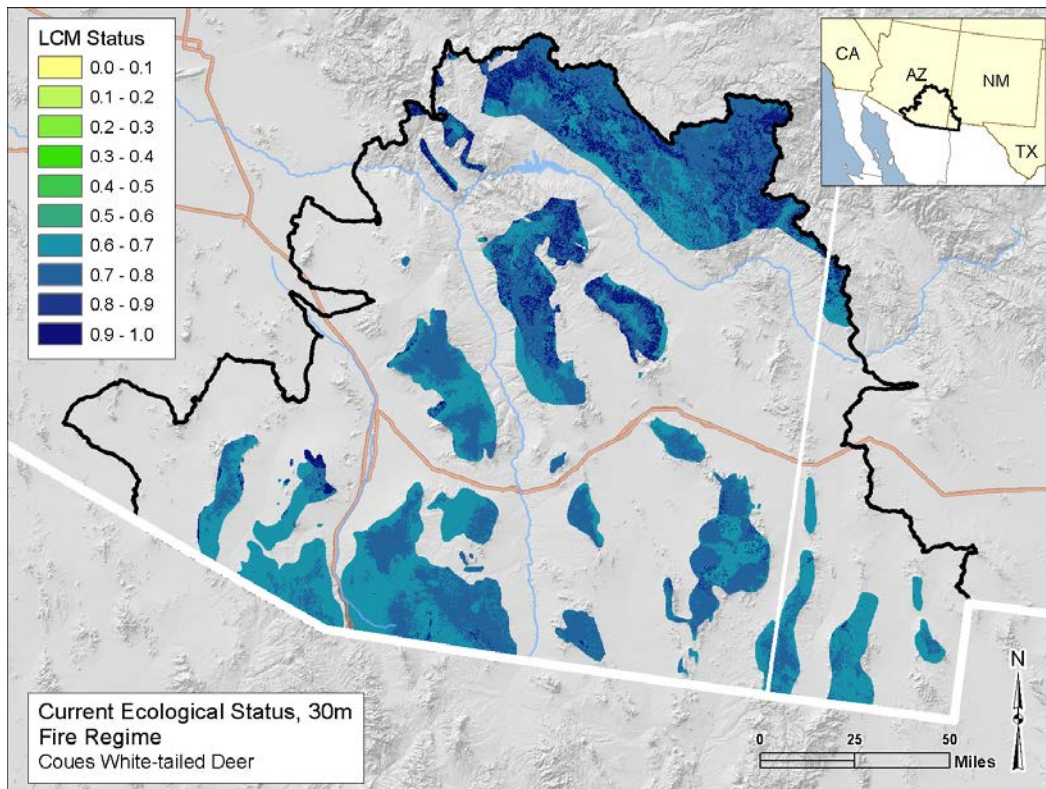 LCM Status
0.0 - 0.1
0.1 - 0.2
0.2 - 0.3
0.3 - 0.4
0.4 - 0.5
0.5 - 0.6
0.6 - 0.7
0.7 - 0.8
0.8 - 0.9
0.9 - 1.0
CA
AZ
NM
TX
Current Ecological Status, 30m
Fire Regime
Coues White-tailed Deer
N
0 25 50
Miles